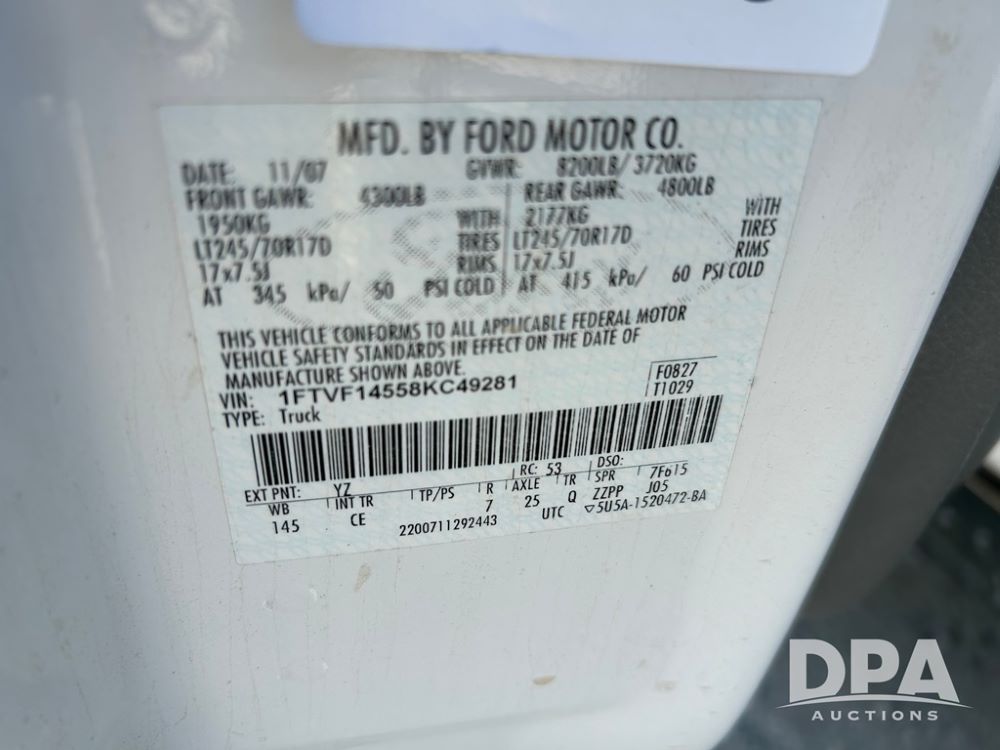 MFD. BY FORD MOTOR CO.
DATE: 11/07 GVWR: 8200LB/ 3720KG
FRONT GAWR: 4300LB REAR GAWR: 4800LB
1950KG WITH 2177KG WITH
LT245/70R17D TIRES LT245/70R17D TIRES
17x7.5J RIMS 17x7.5J RIMS
AT 345 kPa/ 50 PSI COLD AT 415 kPa/ 60 PSI COLD
THIS VEHICLE CONFORMS TO ALL APPLICABLE FEDERAL MOTOR
VEHICLE SAFETY STANDARDS IN EFFECT ON THE DATE OF
MANUFACTURE SHOWN ABOVE.
VIN: 1FTVF14558KC49281 F0827
TYPE: Truck T1029
EXT PNT: YZ RC: 53 DSO:
WB INT TR TP/PS R AXLE TR SPR 7F615
145 CE 7 25 Q ZZPP J05
2200711292443 UTC ▽5U5A-1520472-BA
DPA
AUCTIONS